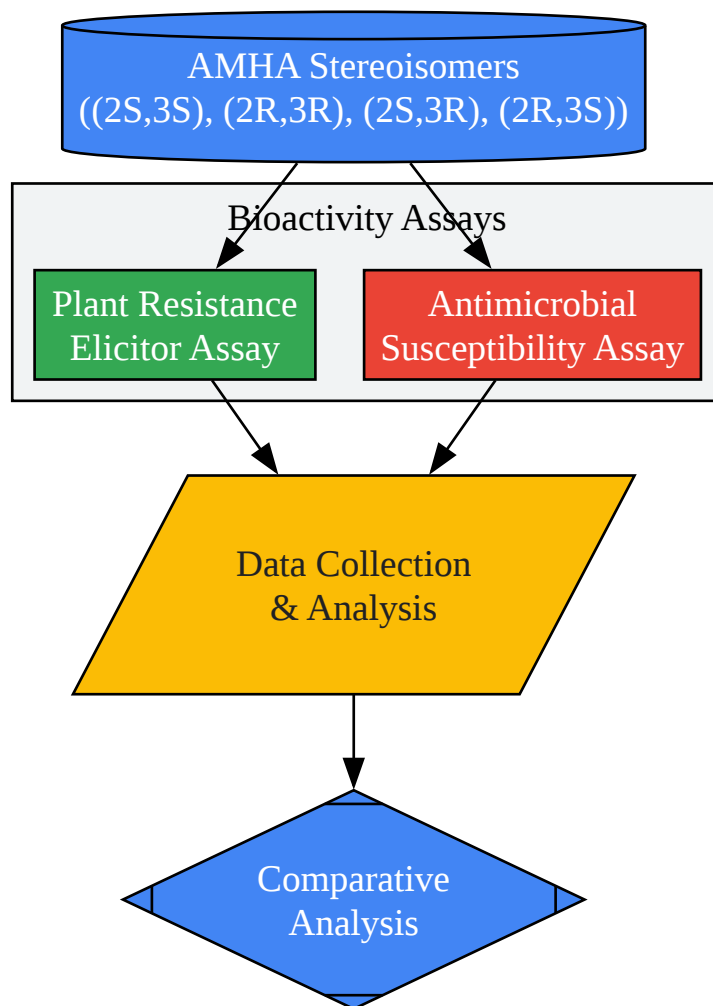 AMHA Stereoisomers
((2S,3S), (2R,3R), (2S,3R), (2R,3S))
Bioactivity Assays
Plant Resistance
Elicitor Assay
Antimicrobial
Susceptibility Assay
Data Collection
& Analysis
Comparative
Analysis